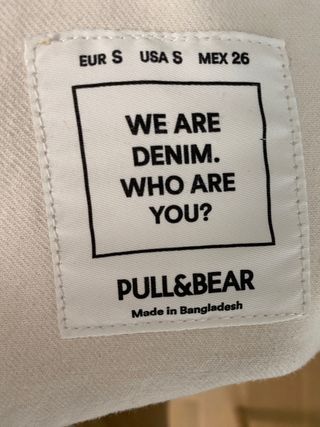 EUR S USA S MEX 26
WE ARE
DENIM.
WHO ARE
YOU?
PULL&BEAR
Made in Bangladesh